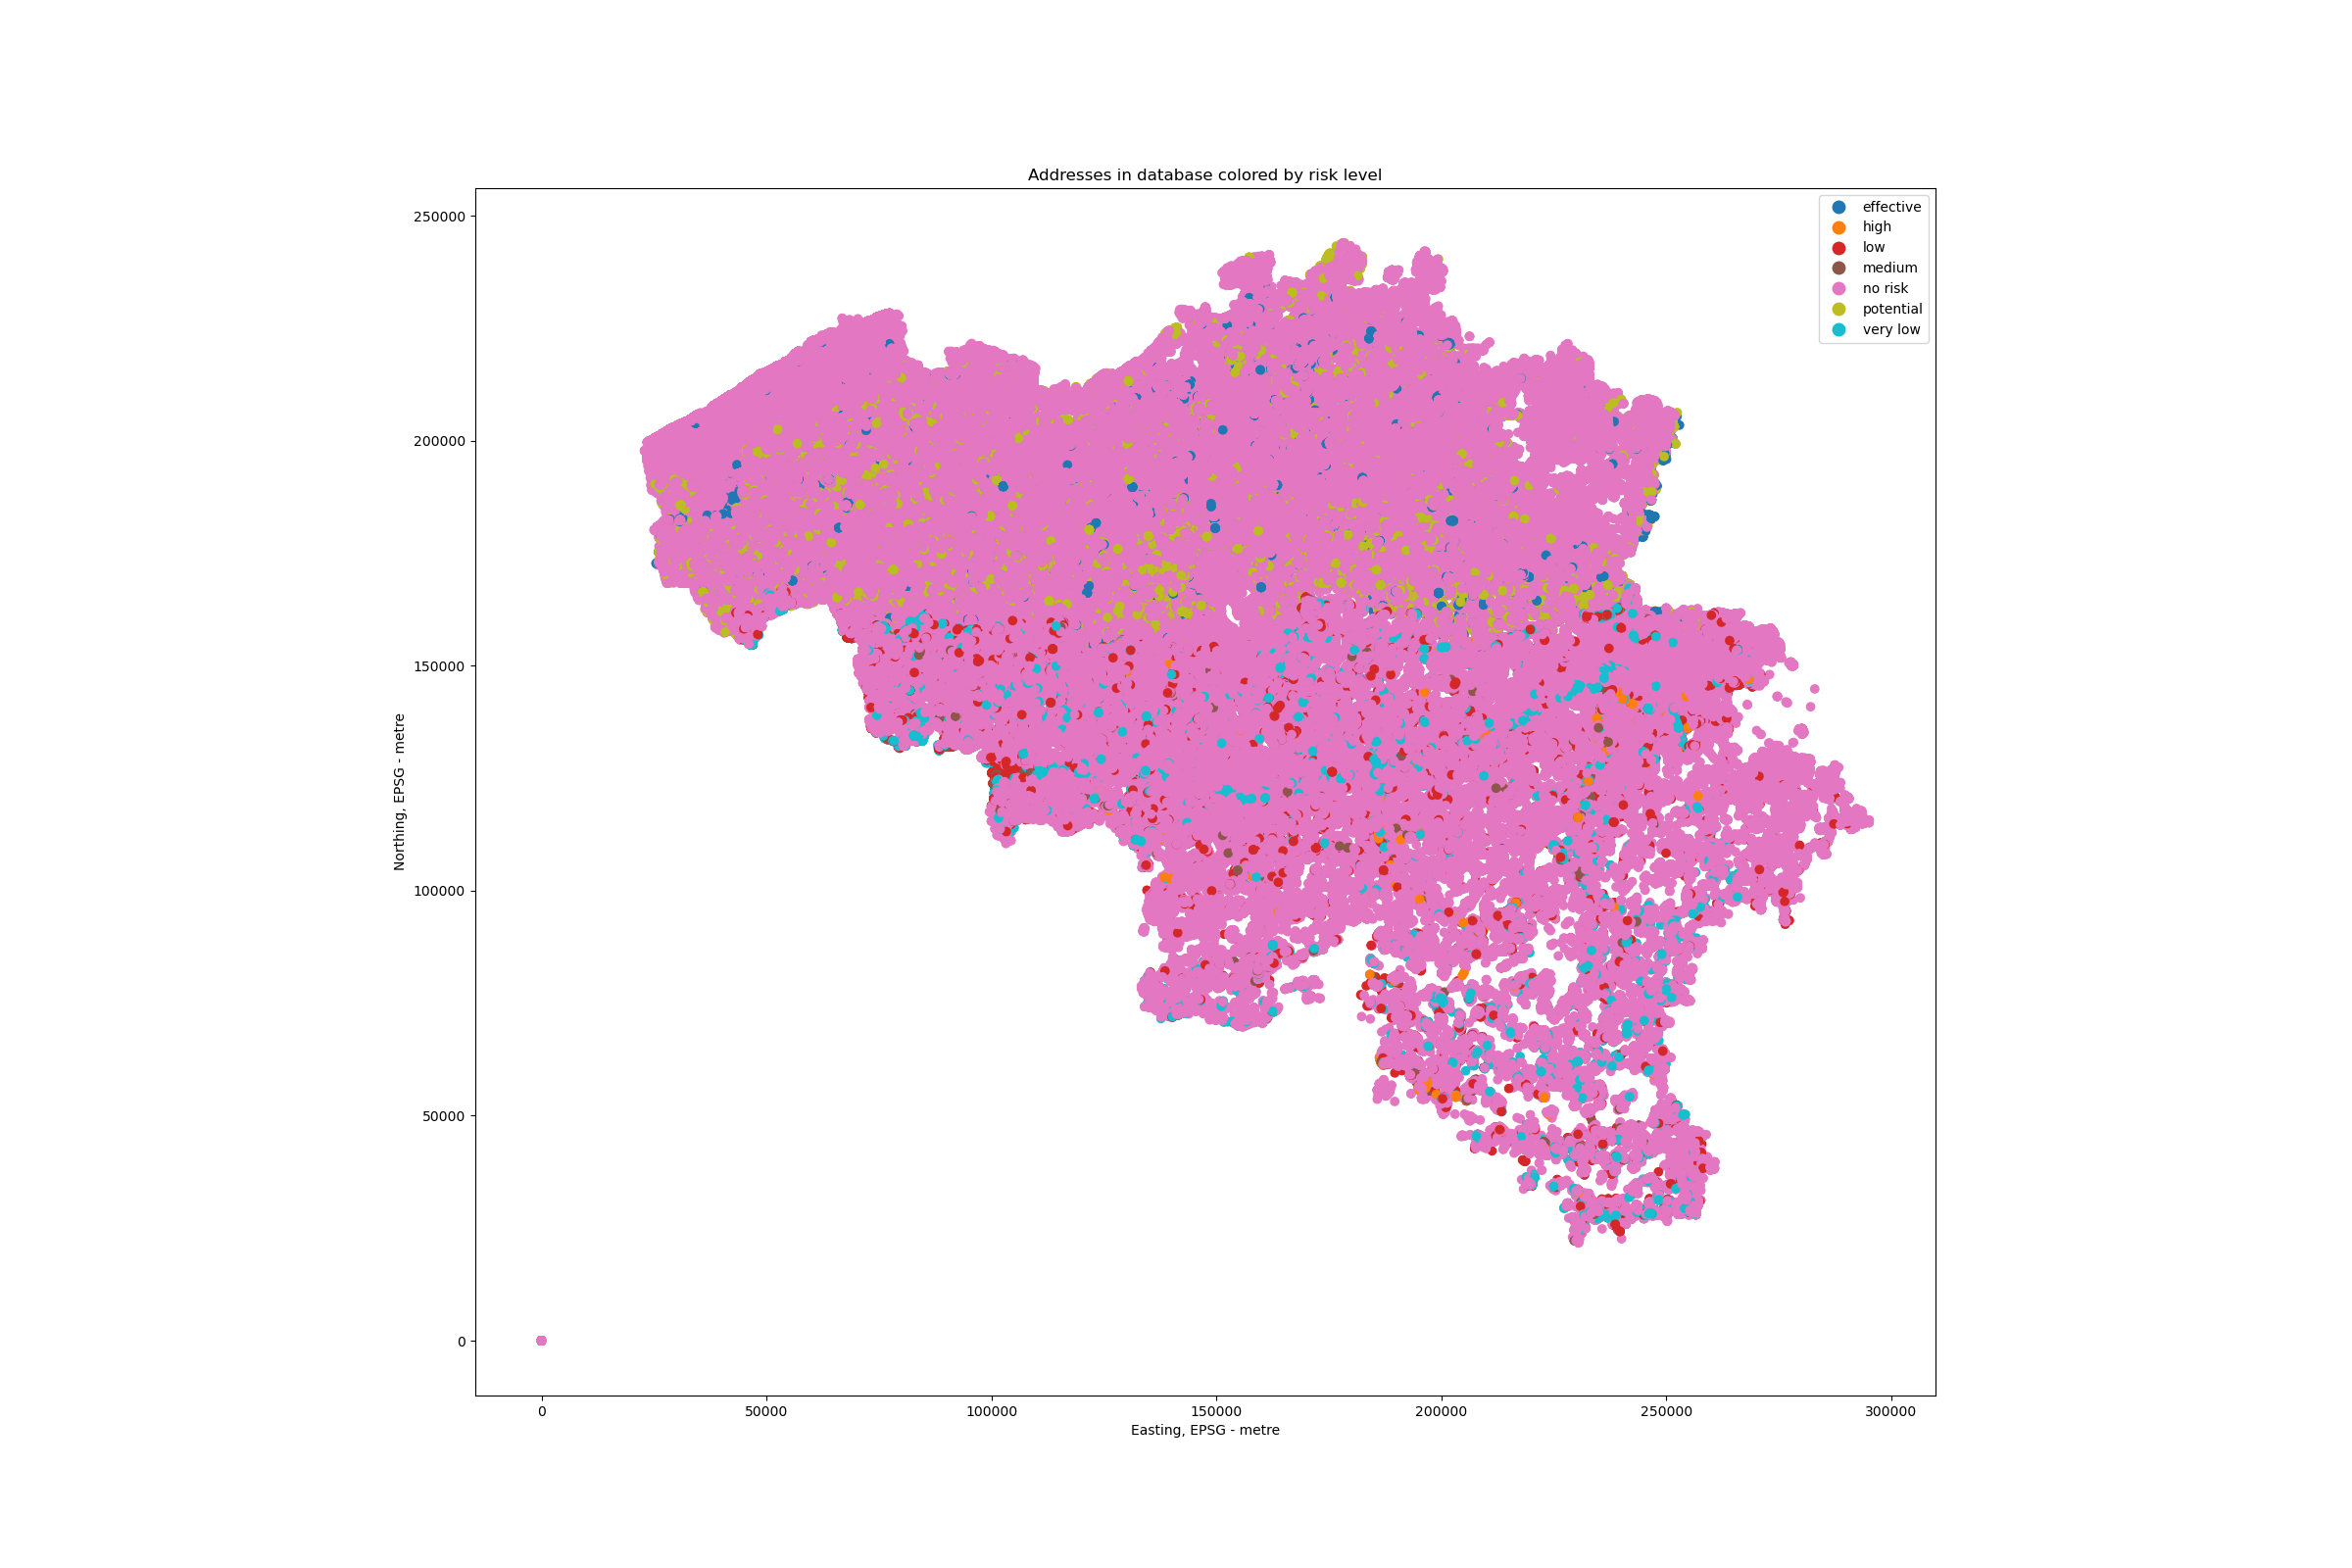 Addresses in database colored by risk level
effective
high
low
medium
no risk
potential
very low
250000
200000
150000
100000
50000
0
Northing, EPSG - metre
0
50000
100000
150000
200000
250000
300000
Easting, EPSG - metre